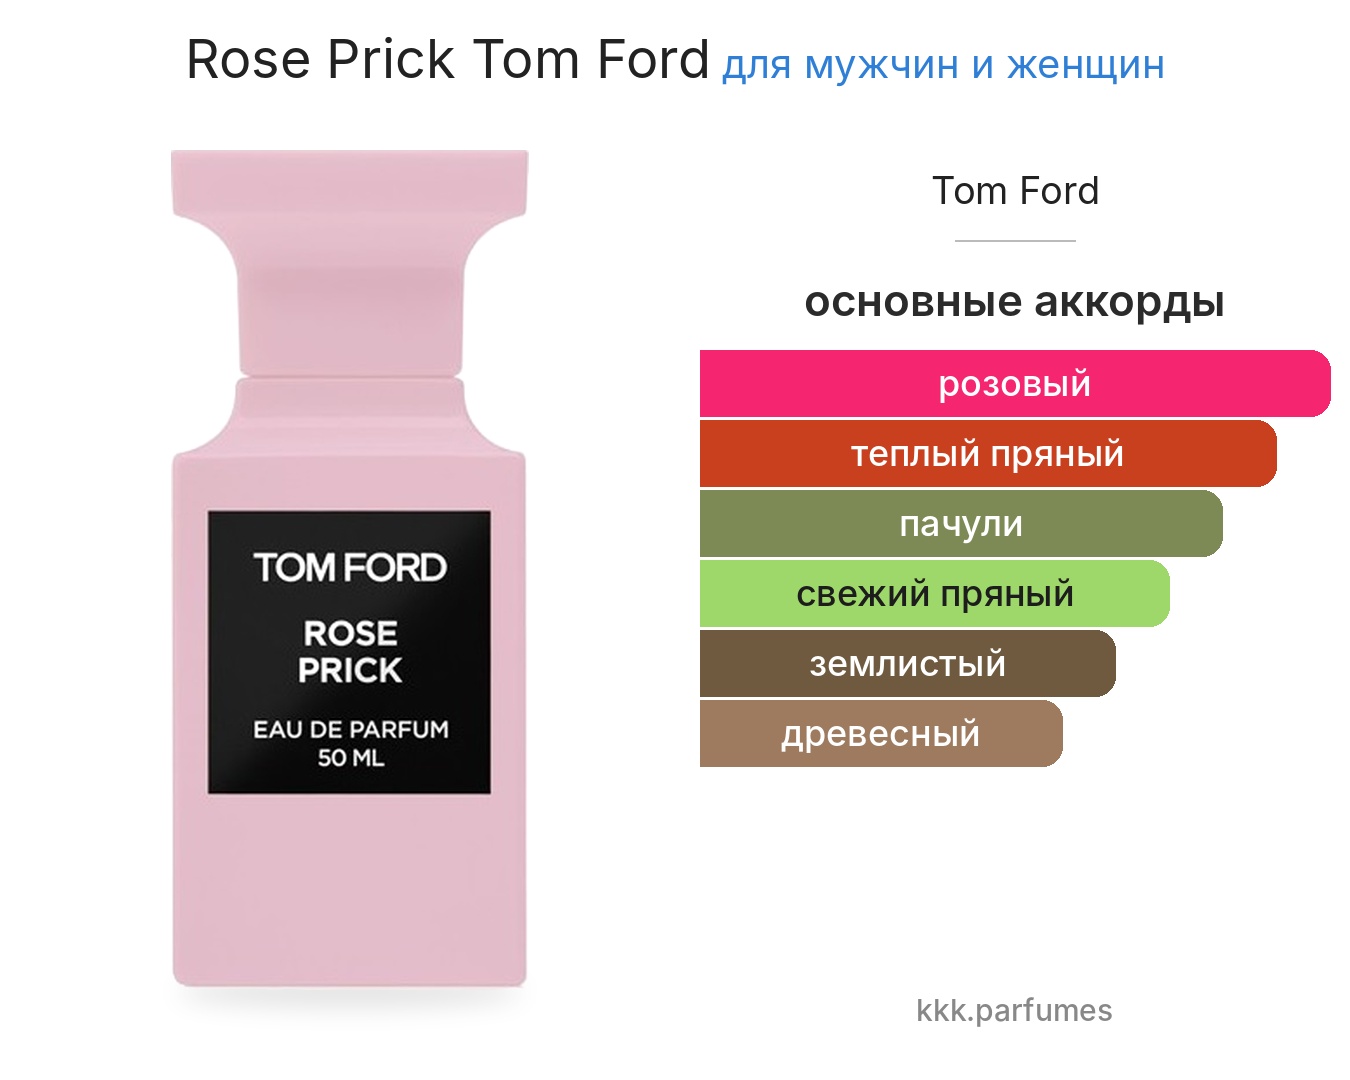 Rose Prick Tom Ford для мужчин и женщин
TOM FORD
ROSE
PRICK
EAU DE PARFUM
50 ML
Tom Ford
основные аккорды
розовый
теплый пряный
пачули
свежий пряный
землистый
древесный
kkk.parfumes